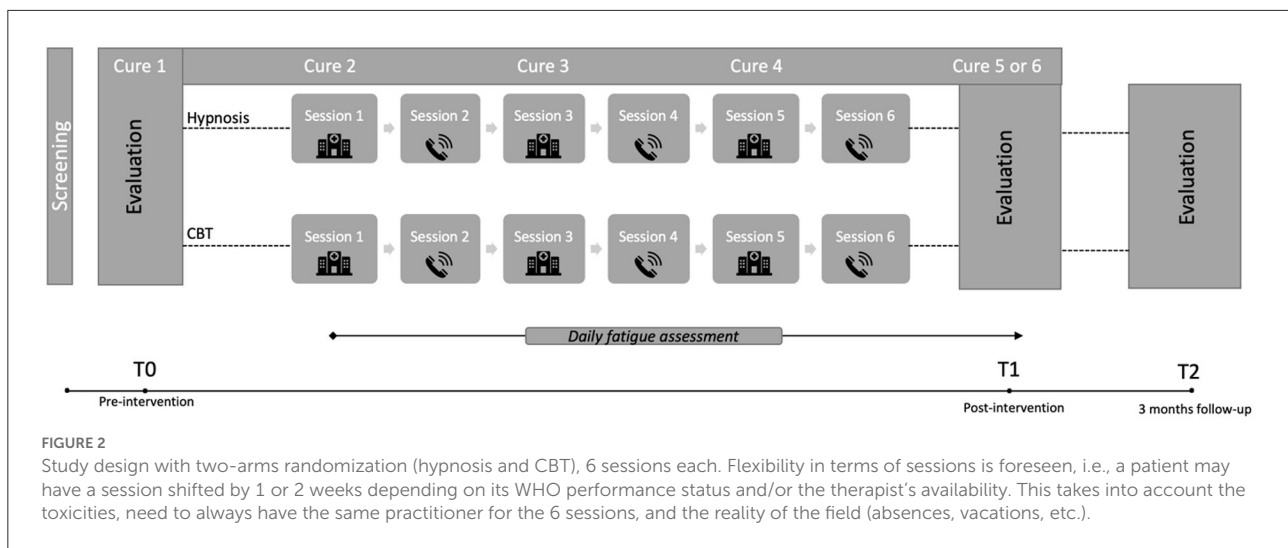 Screening
Cure 1 Cure 2 Cure 3 Cure 4 Cure 5 or 6
Evaluation
Hypnosis
Session 1 Session 2 Session 3 Session 4 Session 5 Session 6
CBT
Session 1 Session 2 Session 3 Session 4 Session 5 Session 6
Evaluation
Evaluation
Daily fatigue assessment
T0 T1 T2
Pre-intervention Post-intervention 3 months follow-up
FIGURE 2
Study design with two-arms randomization (hypnosis and CBT), 6 sessions each. Flexibility in terms of sessions is foreseen, i.e., a patient may
have a session shifted by 1 or 2 weeks depending on its WHO performance status and/or the therapist's availability. This takes into account the
toxicities, need to always have the same practitioner for the 6 sessions, and the reality of the field (absences, vacations, etc.).